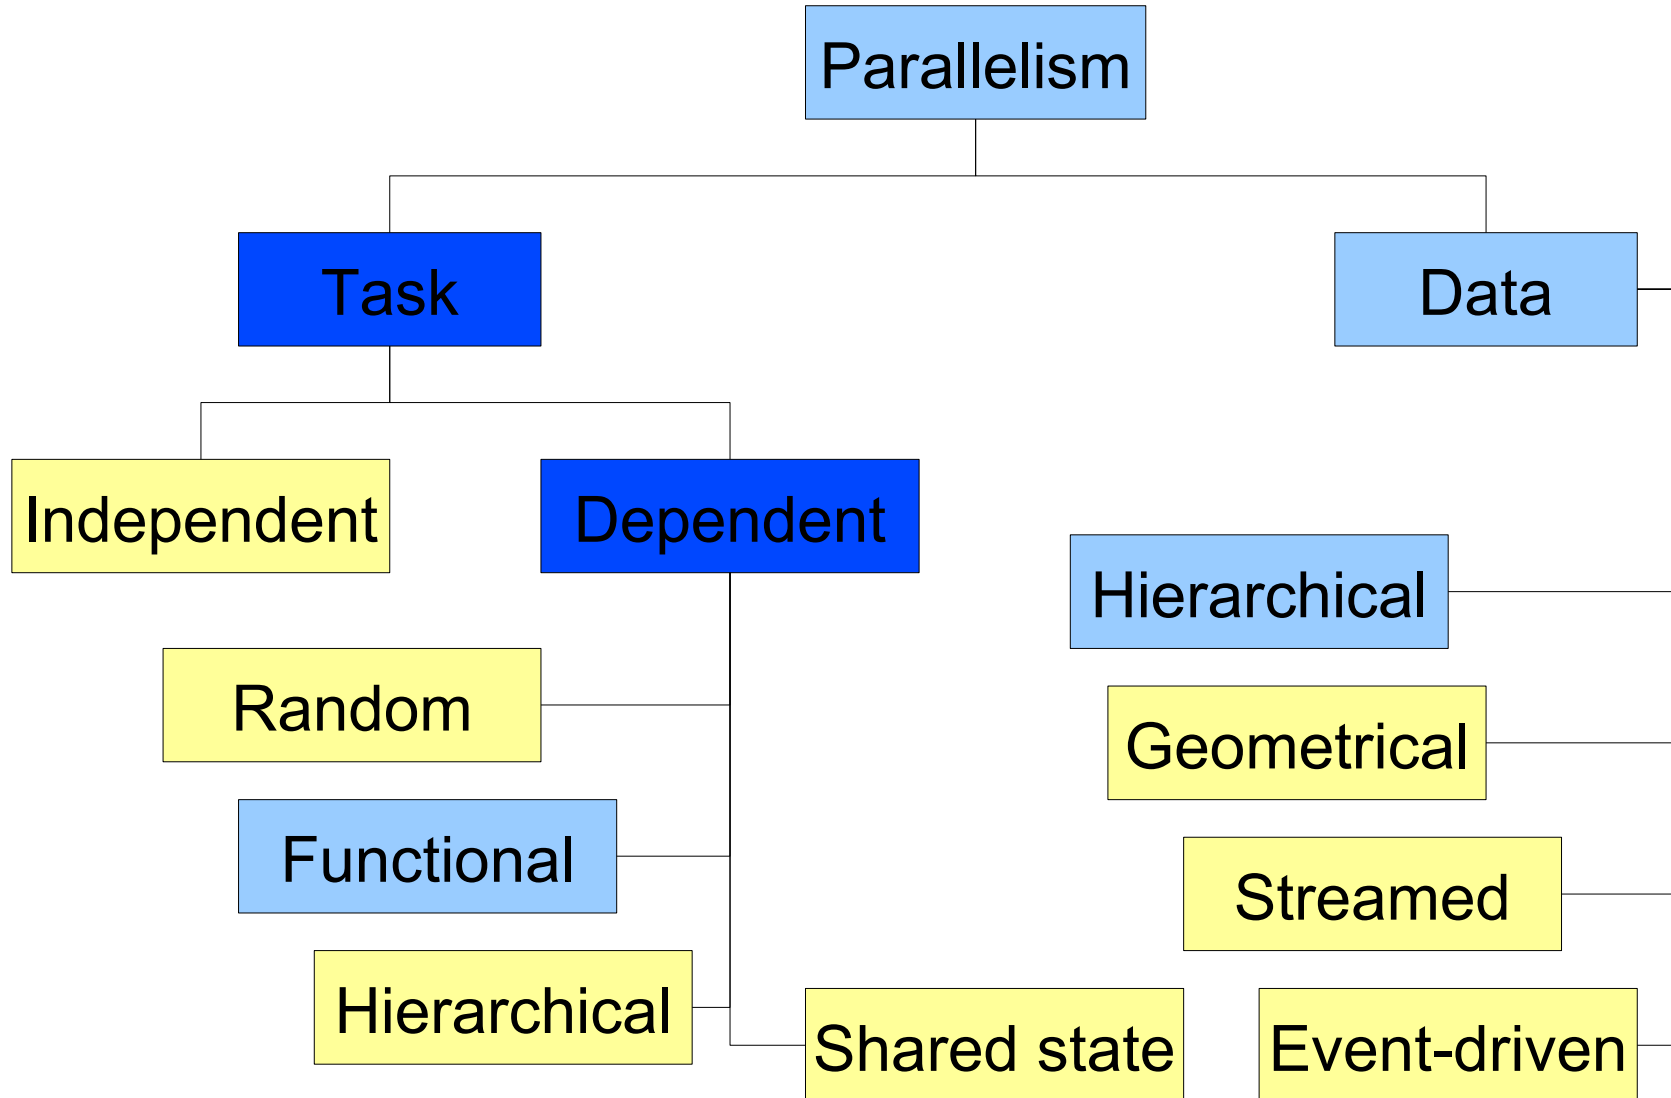 Parallelism
Task
Data
Independent
Dependent
Hierarchical
Random
Geometrical
Functional
Streamed
Hierarchical
Shared state
Event-driven